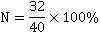 N = 32/40 × 100%